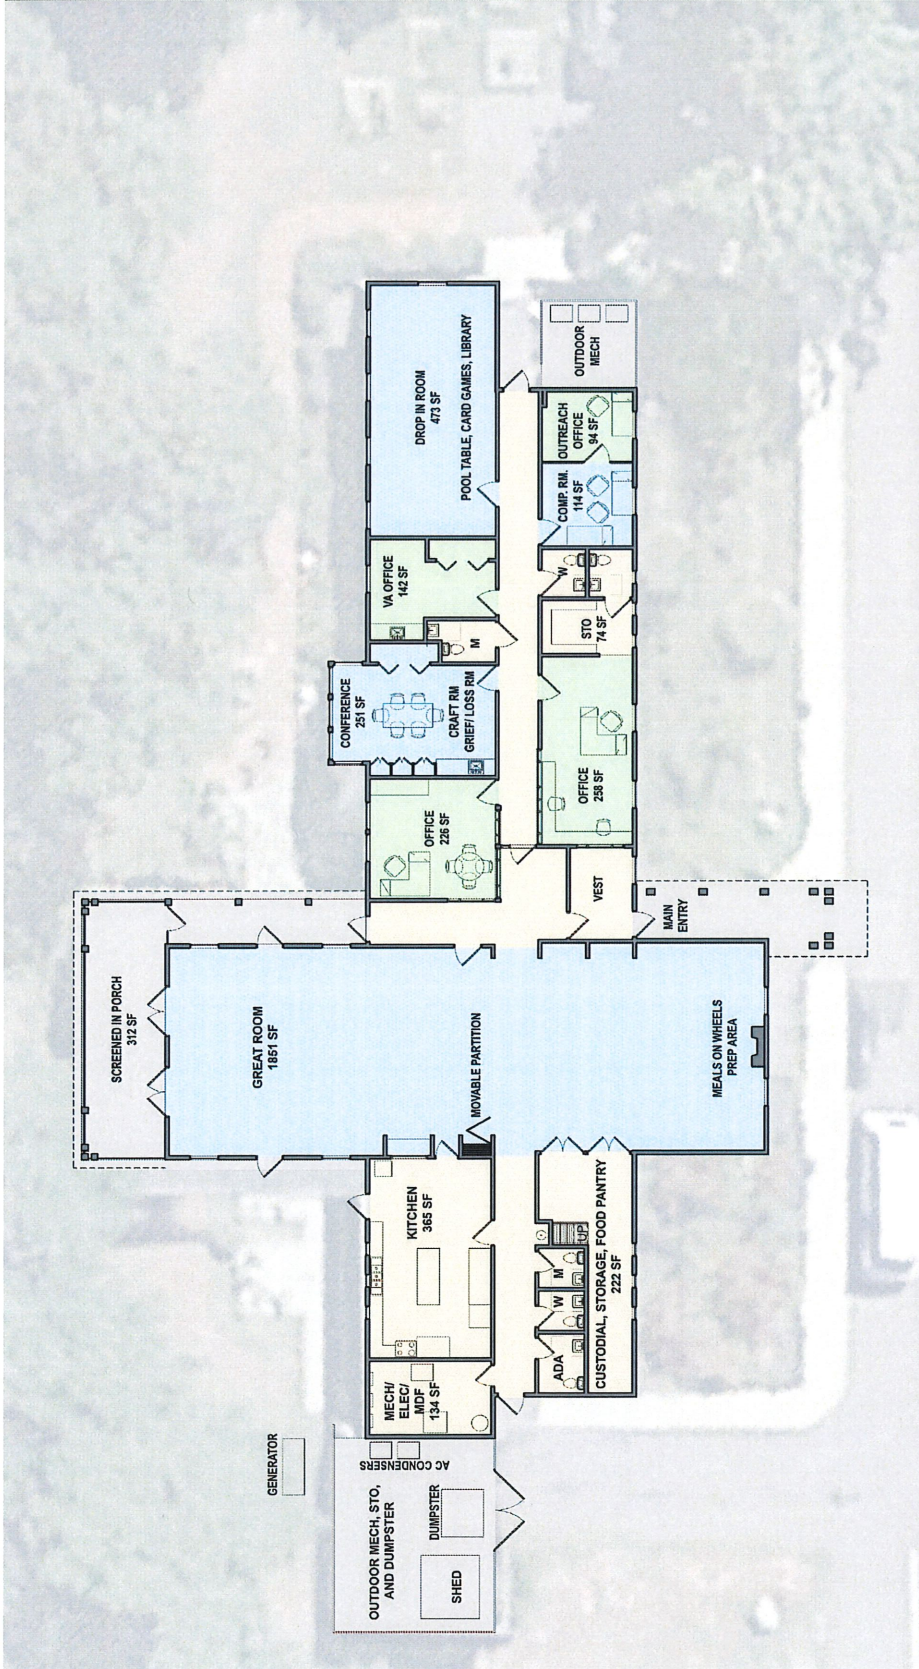 GENERATOR
OUTDOOR MECH, STO,
AND DUMPSTER
AC CONDENSERS
DUMPSTER
SHED
MECH/
ELEC/
MDF
134 SF
KITCHEN
365 SF
ADA
W
M
UP
CUSTODIAL, STORAGE, FOOD PANTRY
222 SF
SCREENED IN PORCH
312 SF
GREAT ROOM
1851 SF
MOVABLE PARTITION
MEALS ON WHEELS
PREP AREA
MAIN
ENTRY
VEST
OFFICE
226 SF
CONFERENCE
251 SF
CRAFT RM
GRIEF/ LOSS RM
OFFICE
258 SF
M
VA OFFICE
142 SF
STO
74 SF
W
DROP IN ROOM
473 SF
POOL TABLE, CARD GAMES, LIBRARY
COMP. RM.
114 SF
OUTREACH
OFFICE
94 SF
OUTDOOR
MECH